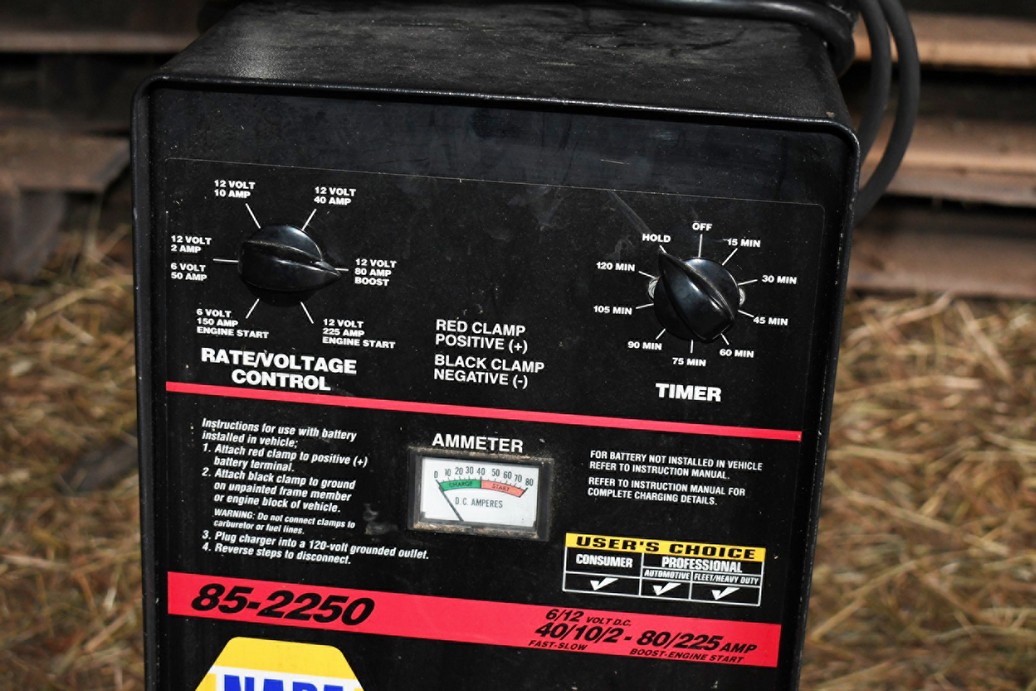 12 VOLT
10 AMP
12 VOLT
40 AMP
12 VOLT
2 AMP
6 VOLT
50 AMP
12 VOLT
80 AMP
BOOST
6 VOLT
150 AMP
ENGINE START
12 VOLT
225 AMP
ENGINE START
RATE/VOLTAGE
CONTROL
RED CLAMP
POSITIVE (+)
BLACK CLAMP
NEGATIVE (-)
OFF
HOLD
15 MIN
120 MIN
30 MIN
105 MIN
45 MIN
90 MIN
60 MIN
75 MIN
TIMER
Instructions for use with battery
installed in vehicle;
1. Attach red clamp to positive (+)
battery terminal.
2. Attach black clamp to ground
on unpainted frame member
or engine block of vehicle.
WARNING: Do not connect clamps to
carburetor or fuel lines.
3. Plug charger into a 120-volt grounded outlet.
4. Reverse steps to disconnect.
AMMETER
0 10 20 30 40 50 60 70 80
CHARGE START
D.C. AMPERES
FOR BATTERY NOT INSTALLED IN VEHICLE
REFER TO INSTRUCTION MANUAL.
REFER TO INSTRUCTION MANUAL FOR
COMPLETE CHARGING DETAILS.
USER'S CHOICE
CONSUMER PROFESSIONAL
AUTOMOTIVE FLEET/HEAVY DUTY
85-2250
6/12 VOLT D.C.
40/10/2 - 80/225 AMP
FAST-SLOW BOOST-ENGINE START
NAPA